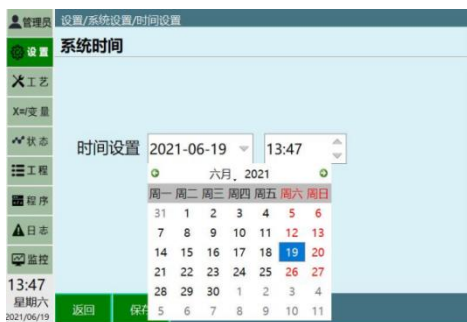 管理员
设置/系统设置/时间设置
设置
系统时间
工艺
X=/变量
状态
时间设置 2021-06-19 13:47
工程
六月, 2021
周一 周二 周三 周四 周五 周六 周日
程序
31 1 2 3 4 5 6
日志
7 8 9 10 11 12 13
14 15 16 17 18 19 20
监控
21 22 23 24 25 26 27
13:47
28 29 30 1 2 3 4
星期六
返回
5 6 7 8 9 10 11
2021/06/19